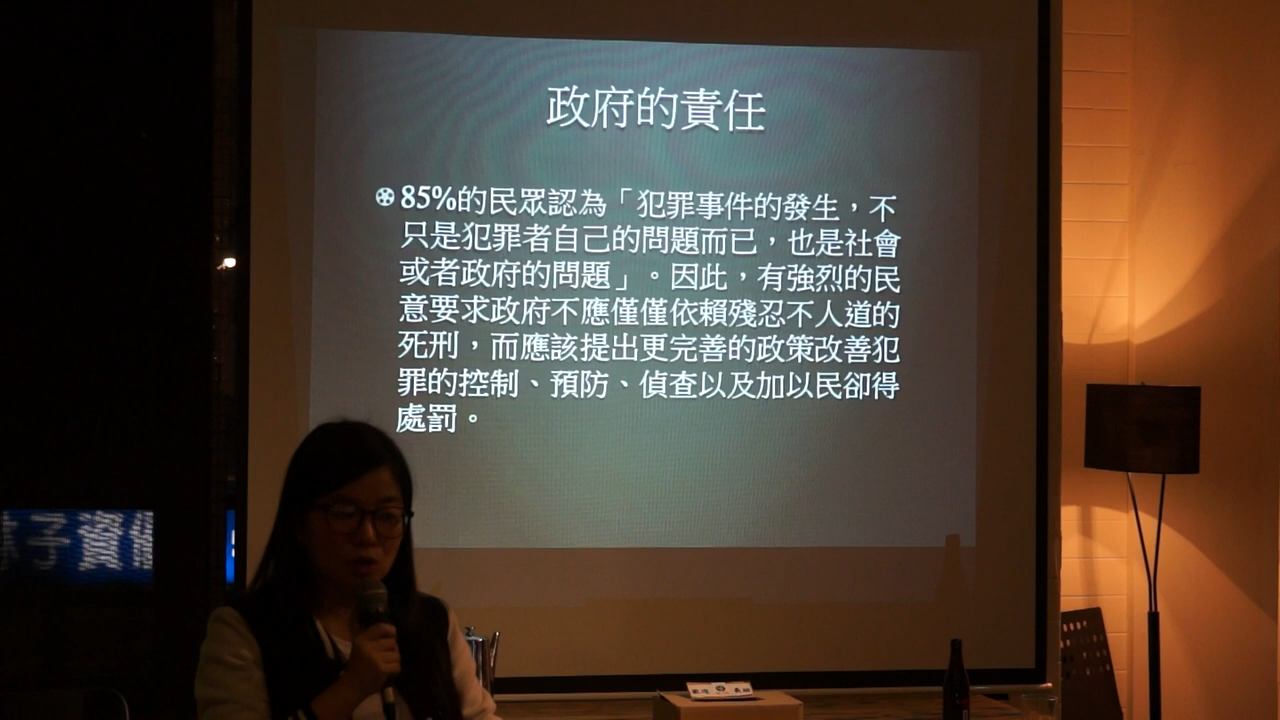 政府的責任
85%的民眾認為「犯罪事件的發生，不
只是犯罪者自己的問題而已，也是社會
或者政府的問題」。因此，有強烈的民
意要求政府不應僅僅依賴殘忍不人道的
死刑，而應該提出更完善的政策改善犯
罪的控制、預防、偵查以及加以民卻得
處罰。
子資